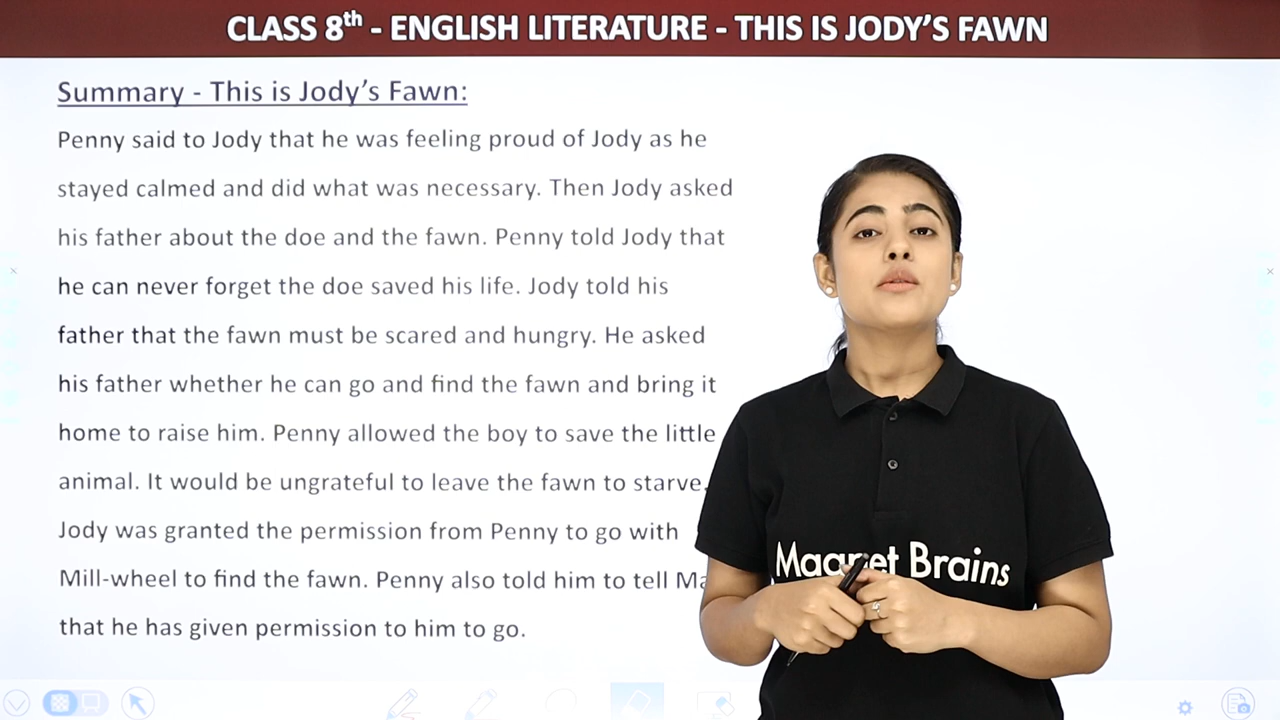 CLASS 8th - ENGLISH LITERATURE - THIS IS JODY’S FAWN
Summary - This is Jody’s Fawn:
Penny said to Jody that he was feeling proud of Jody as he
stayed calmed and did what was necessary. Then Jody asked
his father about the doe and the fawn. Penny told Jody that
he can never forget the doe saved his life. Jody told his
father that the fawn must be scared and hungry. He asked
his father whether he can go and find the fawn and bring it
home to raise him. Penny allowed the boy to save the little
animal. It would be ungrateful to leave the fawn to starve.
Jody was granted the permission from Penny to go with
Mill-wheel to find the fawn. Penny also told him to tell Ma
that he has given permission to him to go.
Magnet Brains